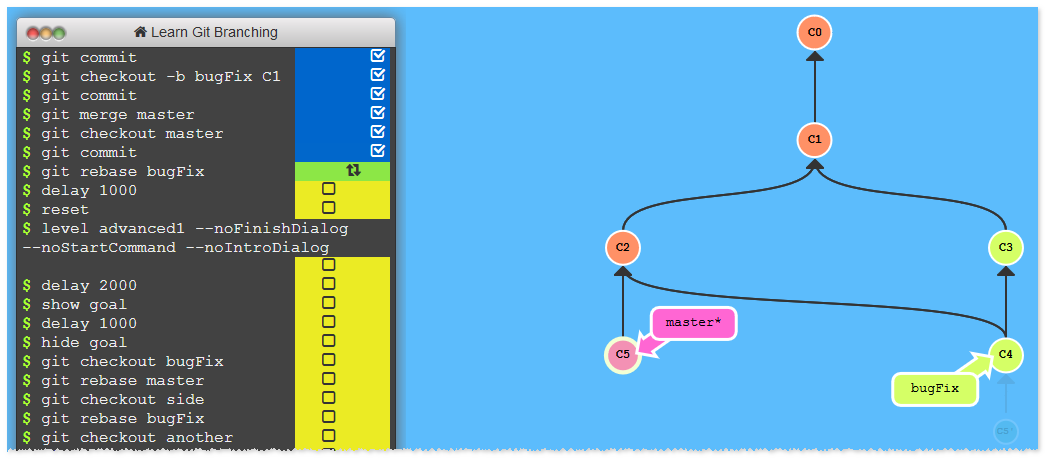 Learn Git Branching
$ git commit
$ git checkout -b bugFix C1
$ git commit
$ git merge master
$ git checkout master
$ git commit
$ git rebase bugFix
$ delay 1000
$ reset
$ level advanced1 --noFinishDialog
--noStartCommand --noIntroDialog
$ delay 2000
$ show goal
$ delay 1000
$ hide goal
$ git checkout bugFix
$ git rebase master
$ git checkout side
$ git rebase bugFix
$ git checkout another
C0
C1
C2
C3
master*
C5
C4
bugFix
C5'